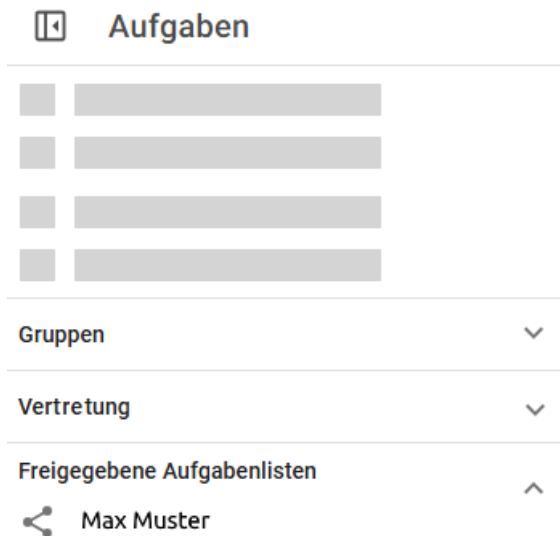 Aufgaben
Gruppen
Vertretung
Freigegebene Aufgabenlisten
Max Muster